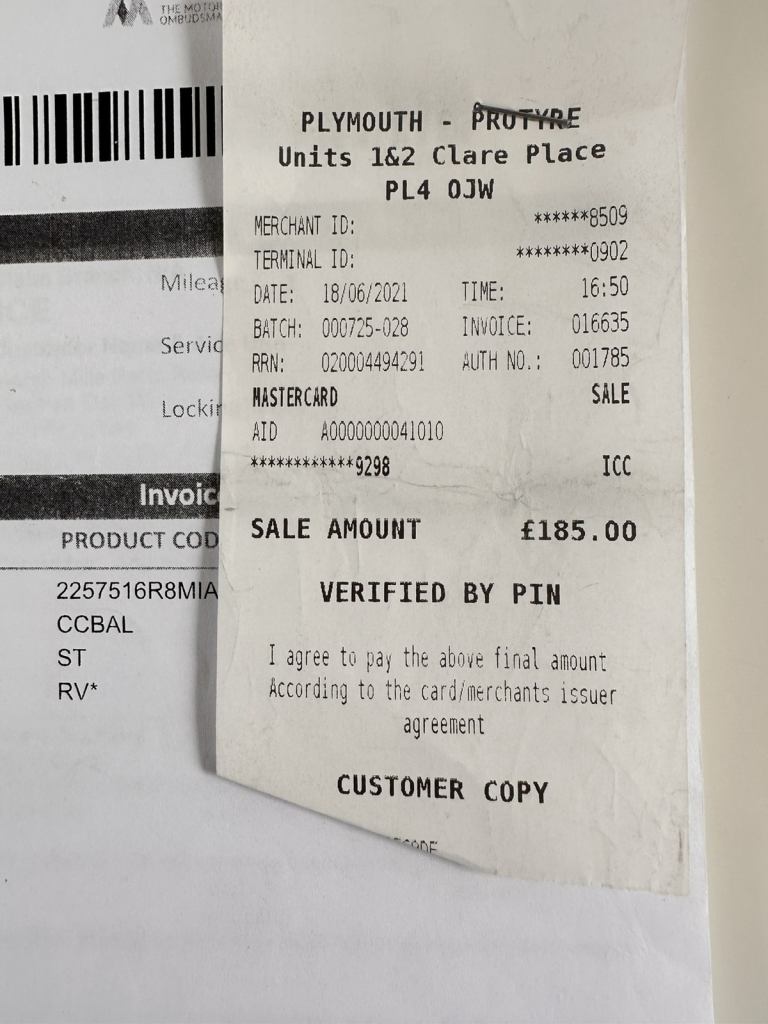 THE MOTOR
OMBUDSMA
PLYMOUTH - PROTYRE
Units 1&2 Clare Place
PL4 0JW
MERCHANT ID: ******8509
TERMINAL ID: ********0902
DATE: 18/06/2021 TIME: 16:50
BATCH: 000725-028 INVOICE: 016635
RRN: 020004494291 AUTH NO.: 001785
MASTERCARD SALE
AID A0000000041010
************9298 ICC
SALE AMOUNT £185.00
VERIFIED BY PIN
I agree to pay the above final amount
According to the card/merchants issuer
agreement
CUSTOMER COPY
Mileag
Servic
Lockin
Invoic
PRODUCT COD
2257516R8MIA
CCBAL
ST
RV*